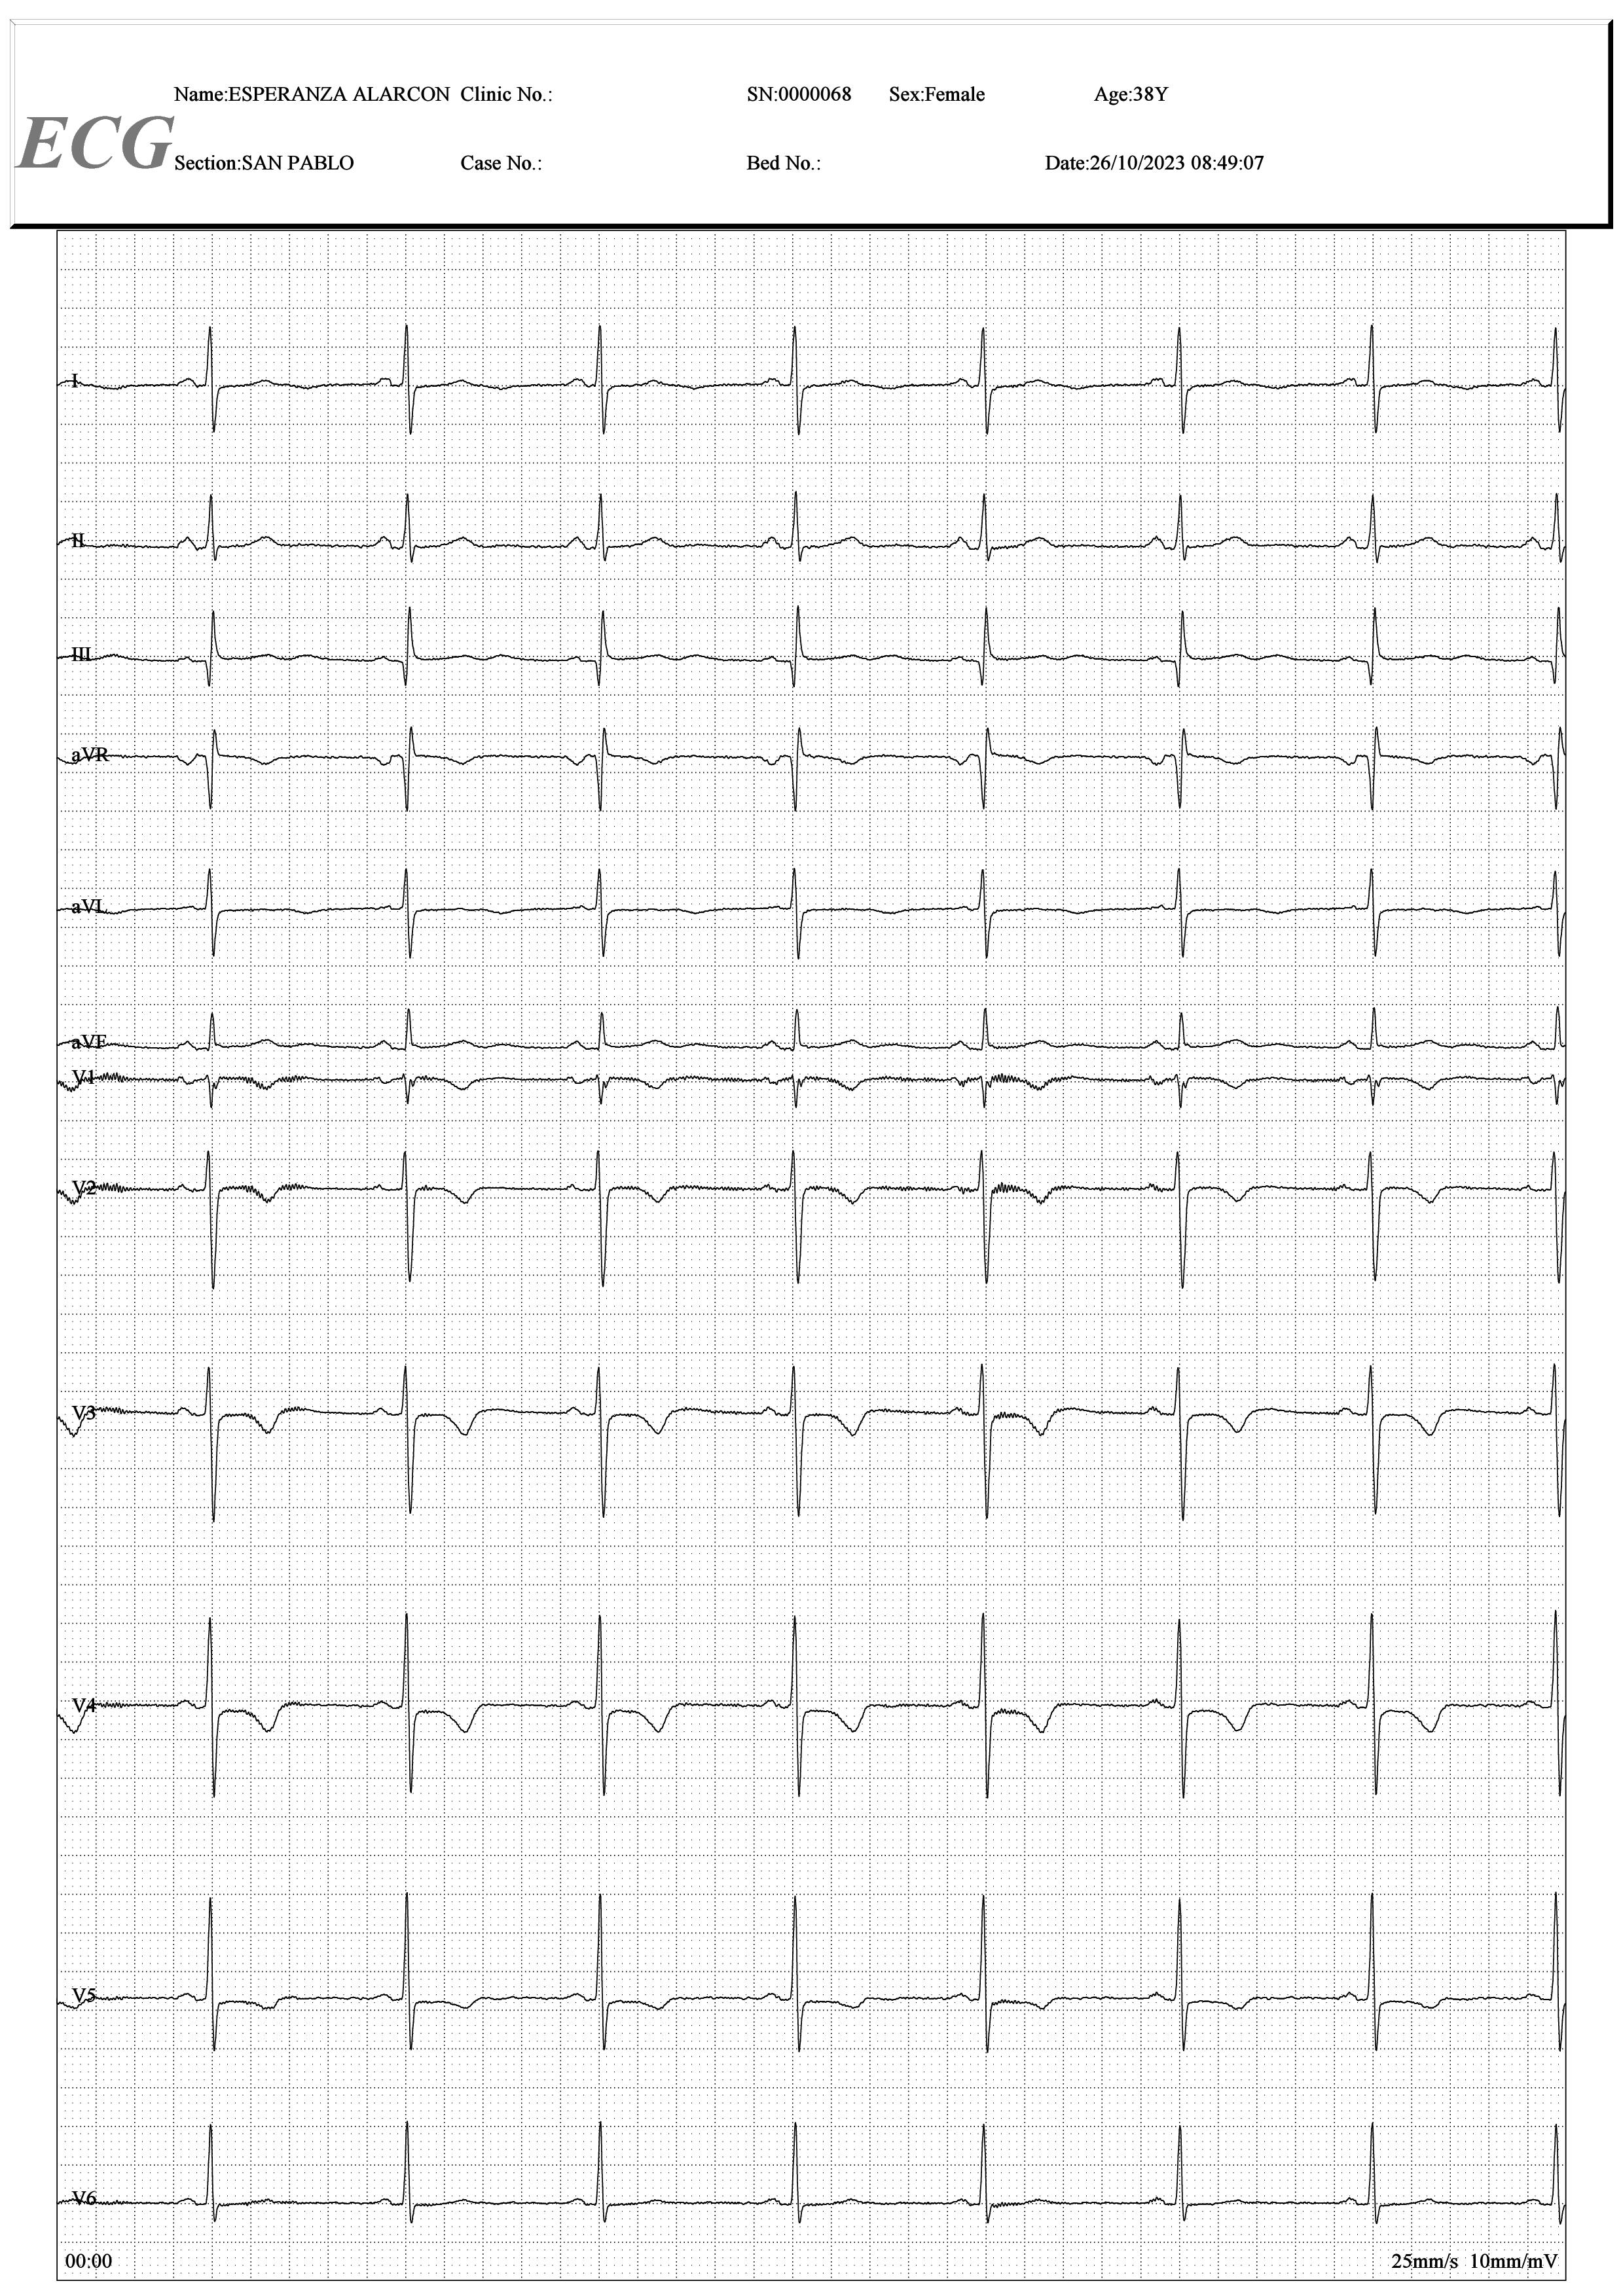 Name:ESPERANZA ALARCON Clinic No.: SN:0000068 Sex:Female Age:38Y
ECG
Section:SAN PABLO Case No.: Bed No.: Date:26/10/2023 08:49:07
I
II
III
aVR
aVL
aVF
V1
V2
V3
V4
V5
V6
00:00 25mm/s 10mm/mV